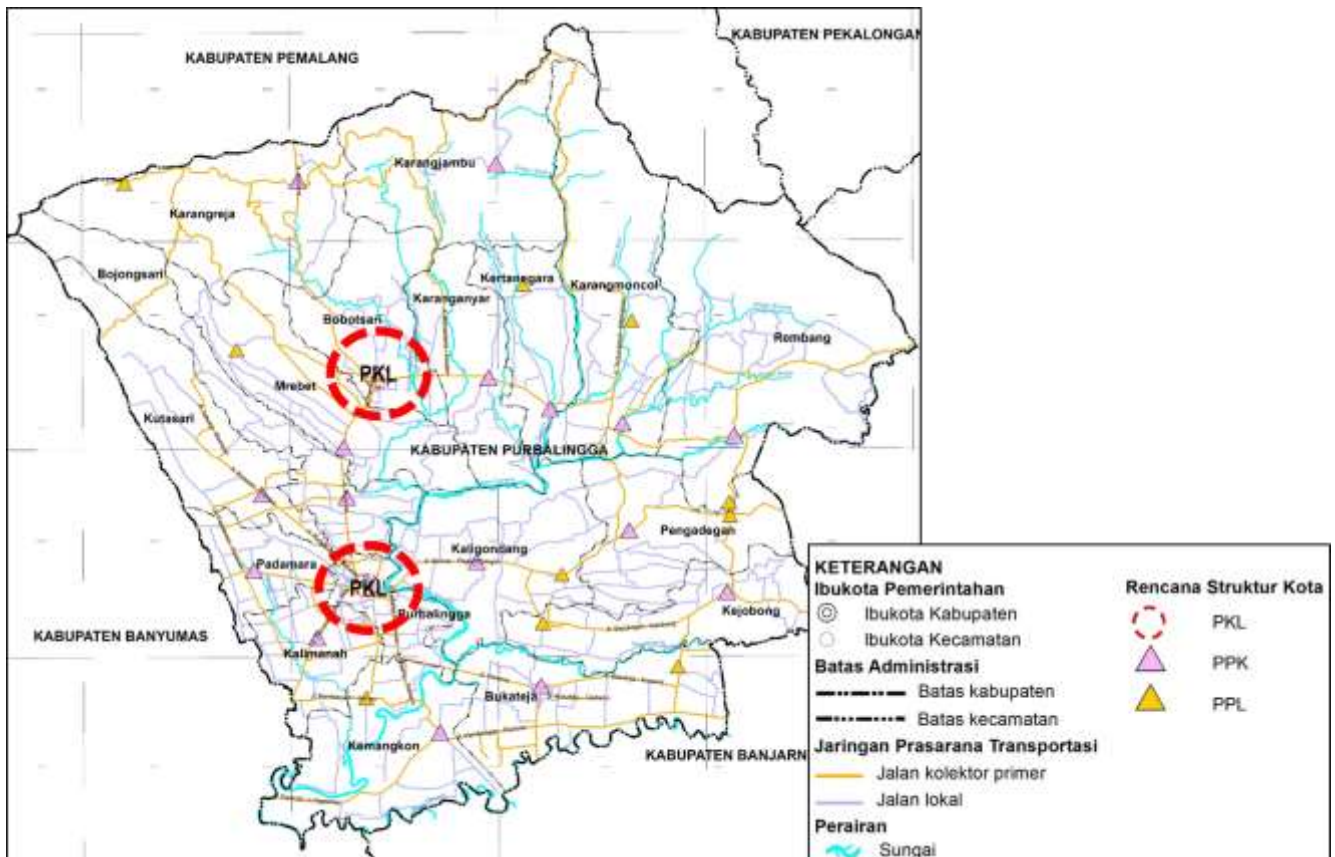 KABUPATEN PEKALONGAN
KABUPATEN PEMALANG
Karangjambu
Karangreja
Bojongsari
Kertanegara
Karangmoncol
Karanganyar
Bobotsari
Rembang
PKL
Mrebet
Kutasari
KABUPATEN PURBALINGGA
Pengadegan
Kaligondang
Padamara
PKL
Purbalingga
Kejobong
KABUPATEN BANYUMAS
Kalimanah
Bukateja
Kemangkon
KABUPATEN BANJARN
KETERANGAN
Ibukota Pemerintahan
Ibukota Kabupaten
Ibukota Kecamatan
Batas Administrasi
Batas kabupaten
Batas kecamatan
Jaringan Prasarana Transportasi
Jalan kolektor primer
Jalan lokal
Perairan
Sungai
Rencana Struktur Kota
PKL
PPK
PPL